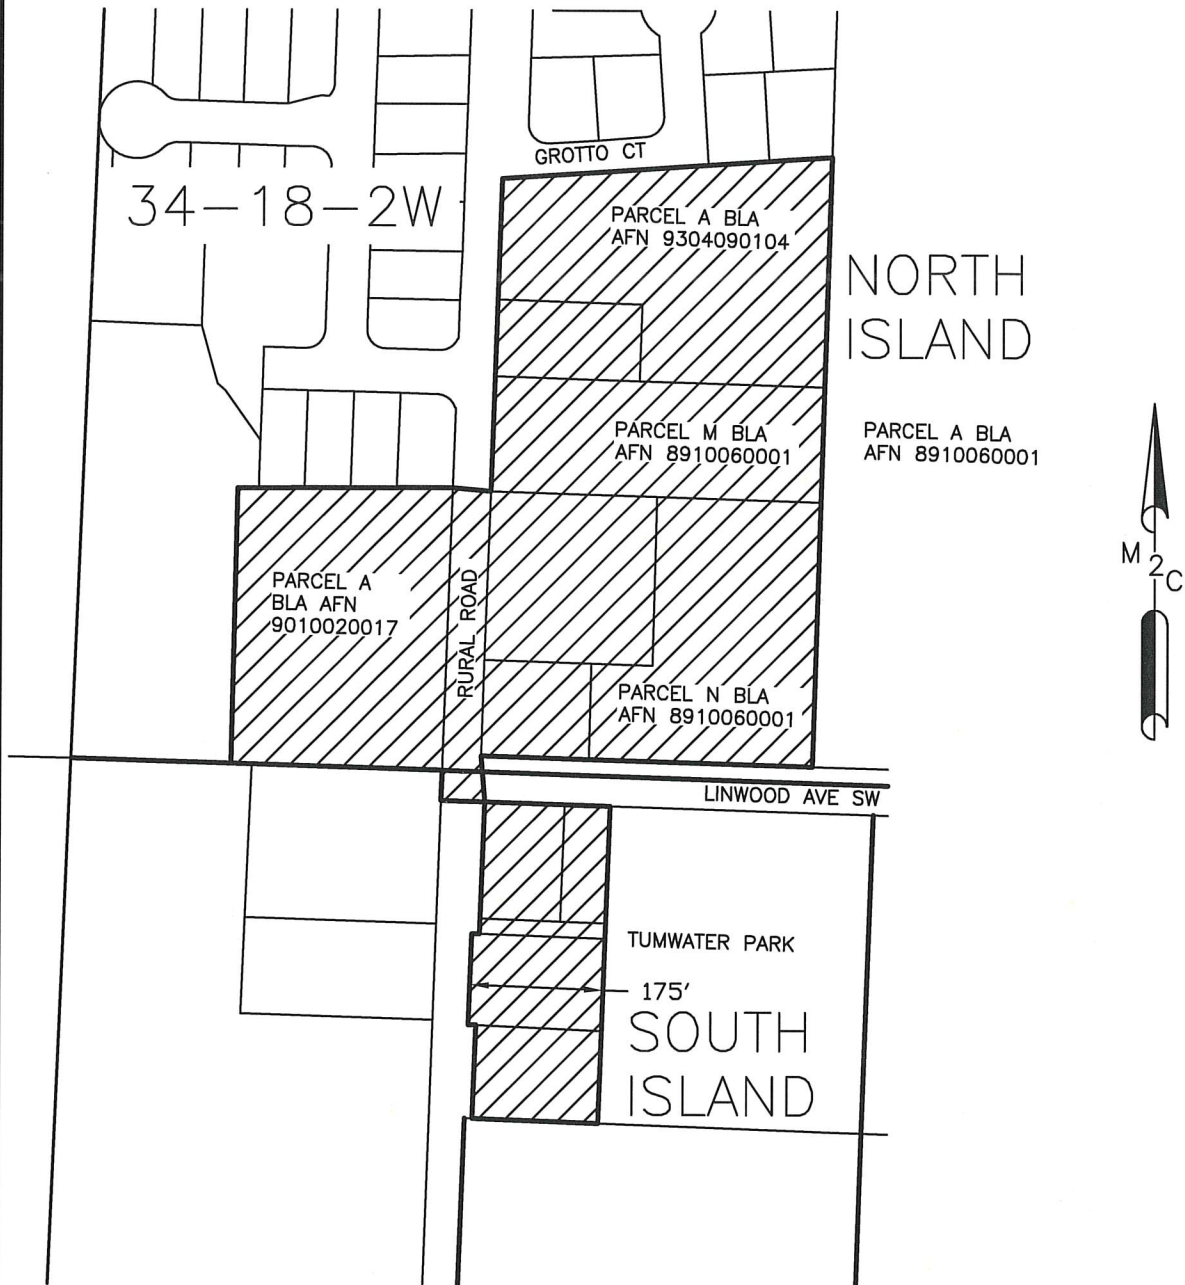 GROTTO CT
34-18-2W
PARCEL A BLA
AFN 9304090104
NORTH
ISLAND
PARCEL M BLA
AFN 8910060001
PARCEL A BLA
AFN 8910060001
M 2 C
PARCEL A
BLA AFN
9010020017
RURAL ROAD
PARCEL N BLA
AFN 8910060001
LINWOOD AVE SW
TUMWATER PARK
175'
SOUTH
ISLAND